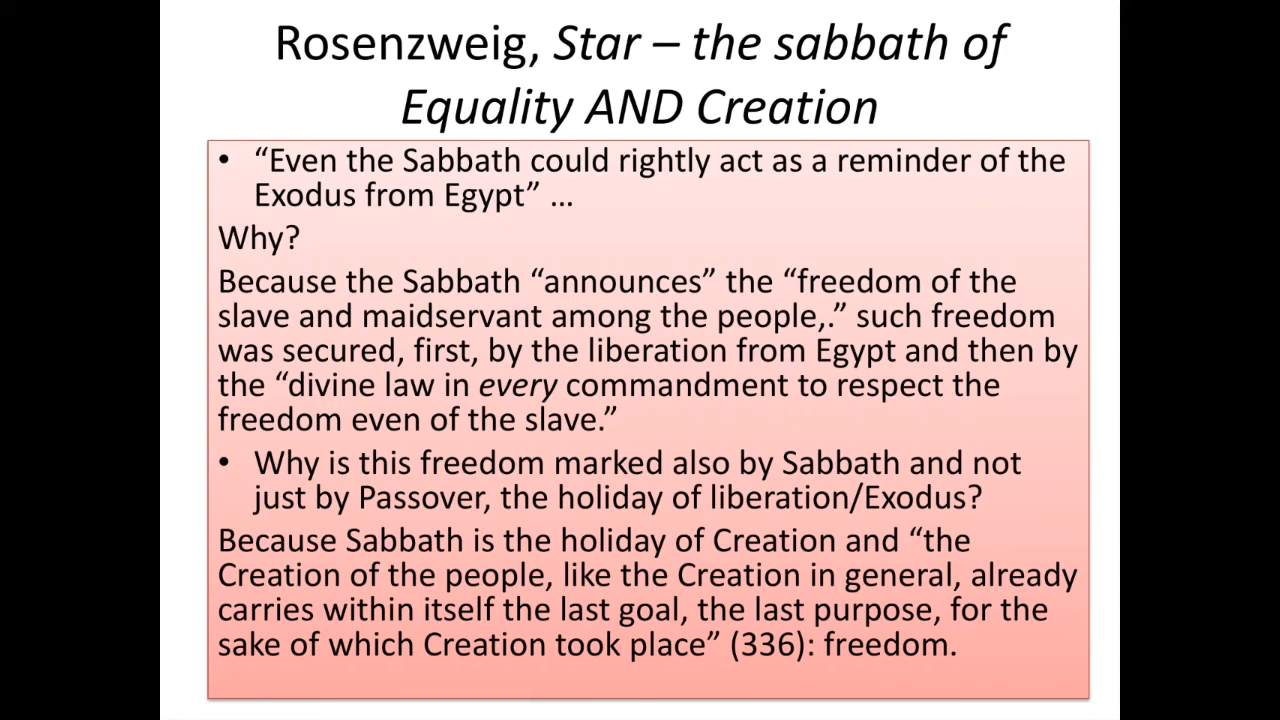 Rosenzweig, Star – the sabbath of
Equality AND Creation
• “Even the Sabbath could rightly act as a reminder of the
Exodus from Egypt” …
Why?
Because the Sabbath “announces” the “freedom of the
slave and maidservant among the people,.” such freedom
was secured, first, by the liberation from Egypt and then by
the “divine law in every commandment to respect the
freedom even of the slave.”
• Why is this freedom marked also by Sabbath and not
just by Passover, the holiday of liberation/Exodus?
Because Sabbath is the holiday of Creation and “the
Creation of the people, like the Creation in general, already
carries within itself the last goal, the last purpose, for the
sake of which Creation took place” (336): freedom.